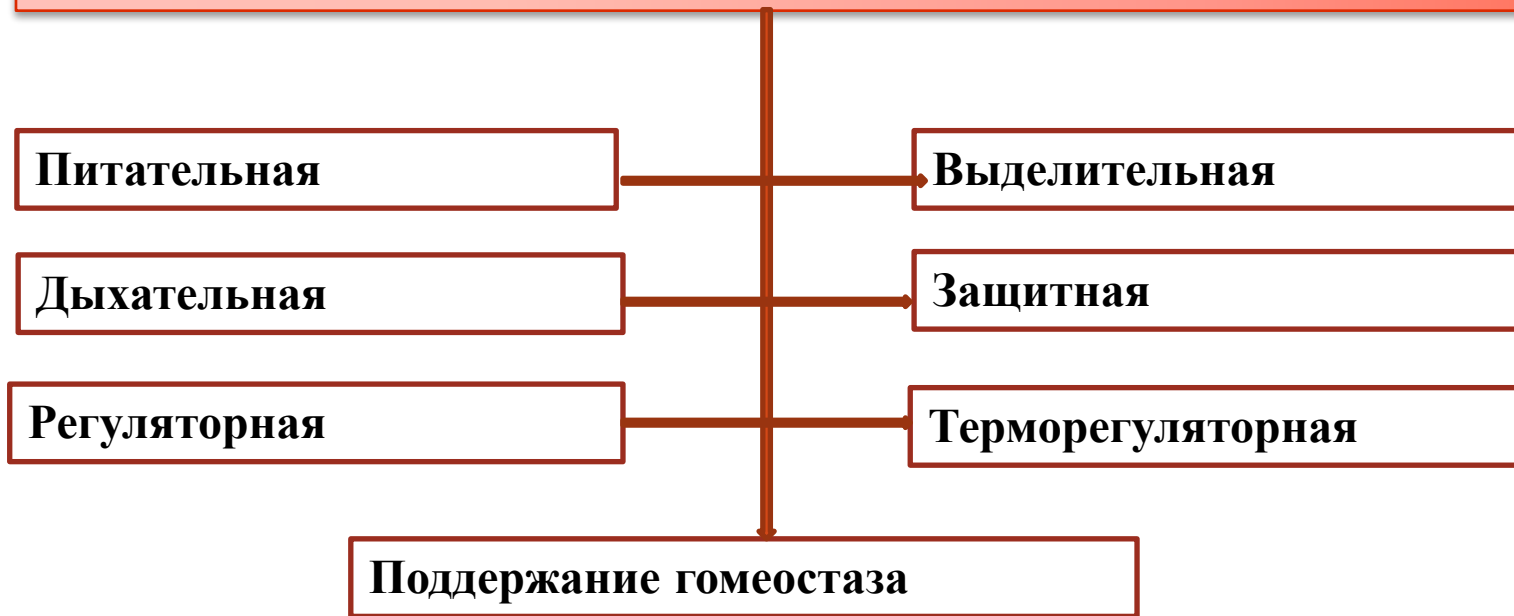 Питательная
Выделительная
Дыхательная
Защитная
Регуляторная
Терморегуляторная
Поддержание гомеостаза